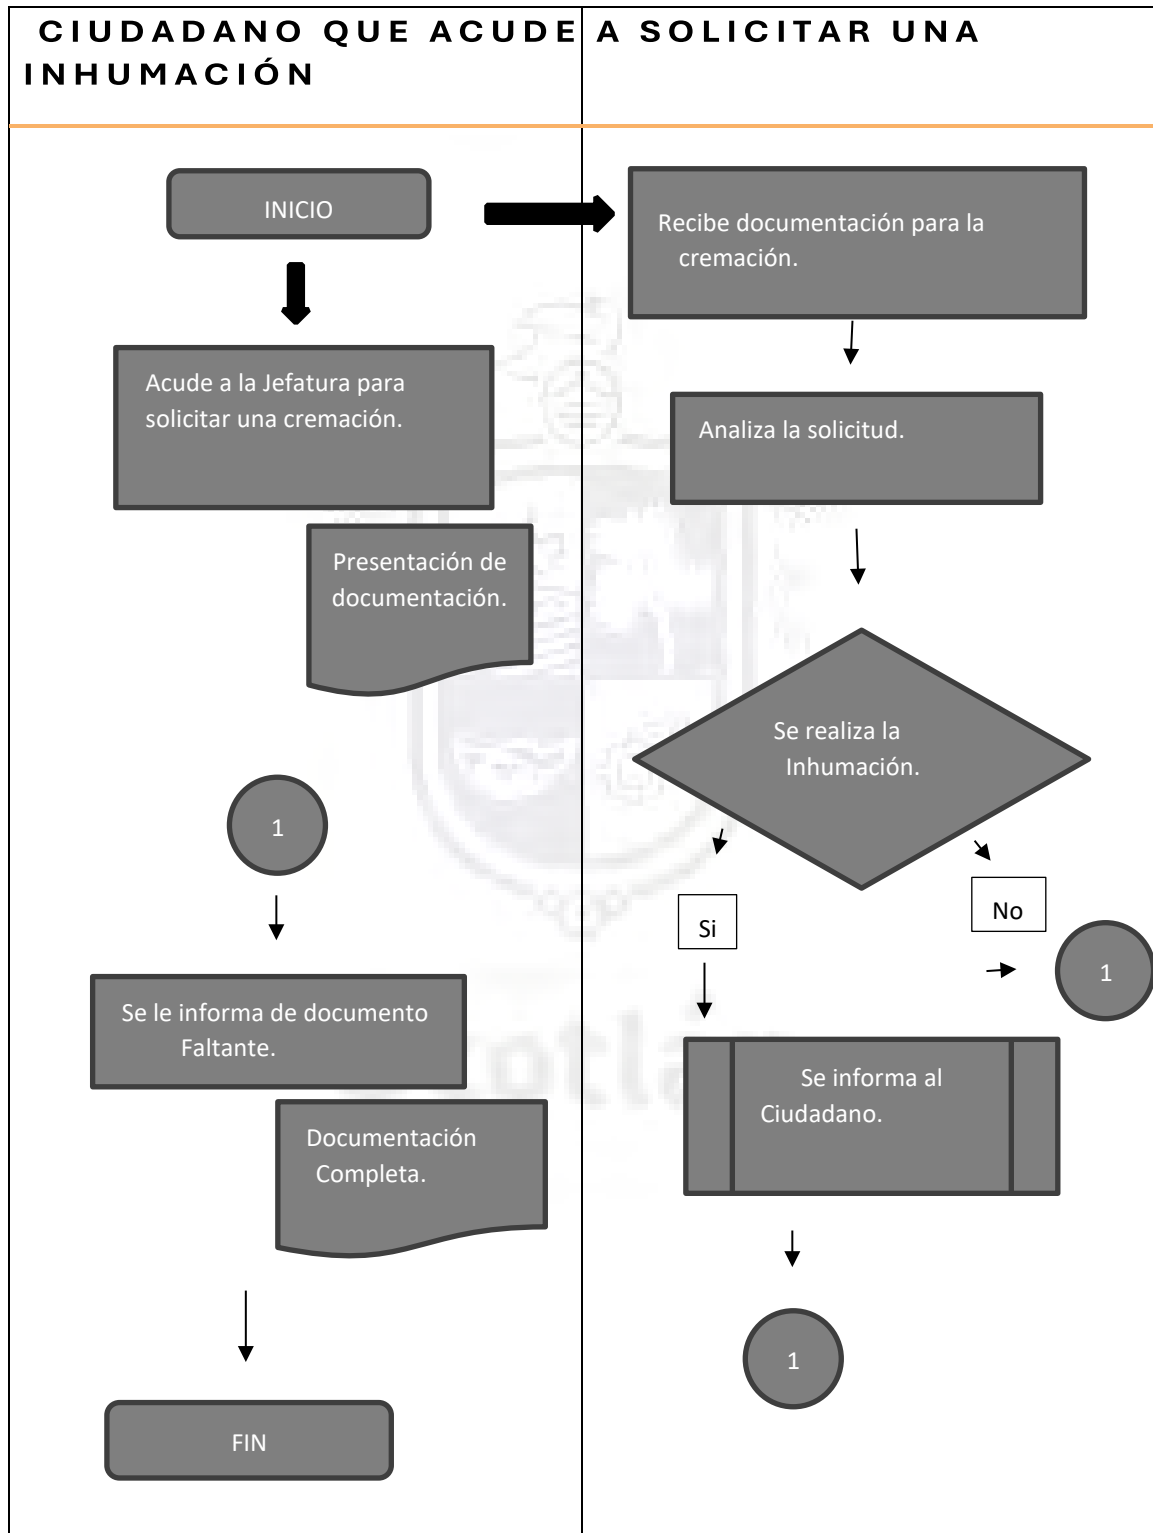 CIUDADANO QUE ACUDE A SOLICITAR UNA
INHUMACIÓN
INICIO
Acude a la Jefatura para
solicitar una cremación.
Presentación de
documentación.
1
Se le informa de documento
Faltante.
Documentación
Completa.
FIN
Recibe documentación para la
cremación.
Analiza la solicitud.
Se realiza la
Inhumación.
Si
No
1
Se informa al
Ciudadano.
1